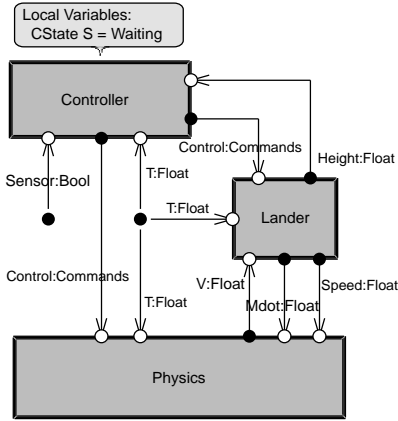 Local Variables:
CState S = Waiting
Controller
Control:Commands
Height:Float
Sensor:Bool
T:Float
T:Float
Lander
Control:Commands
T:Float
V:Float
Mdot:Float
Speed:Float
Physics